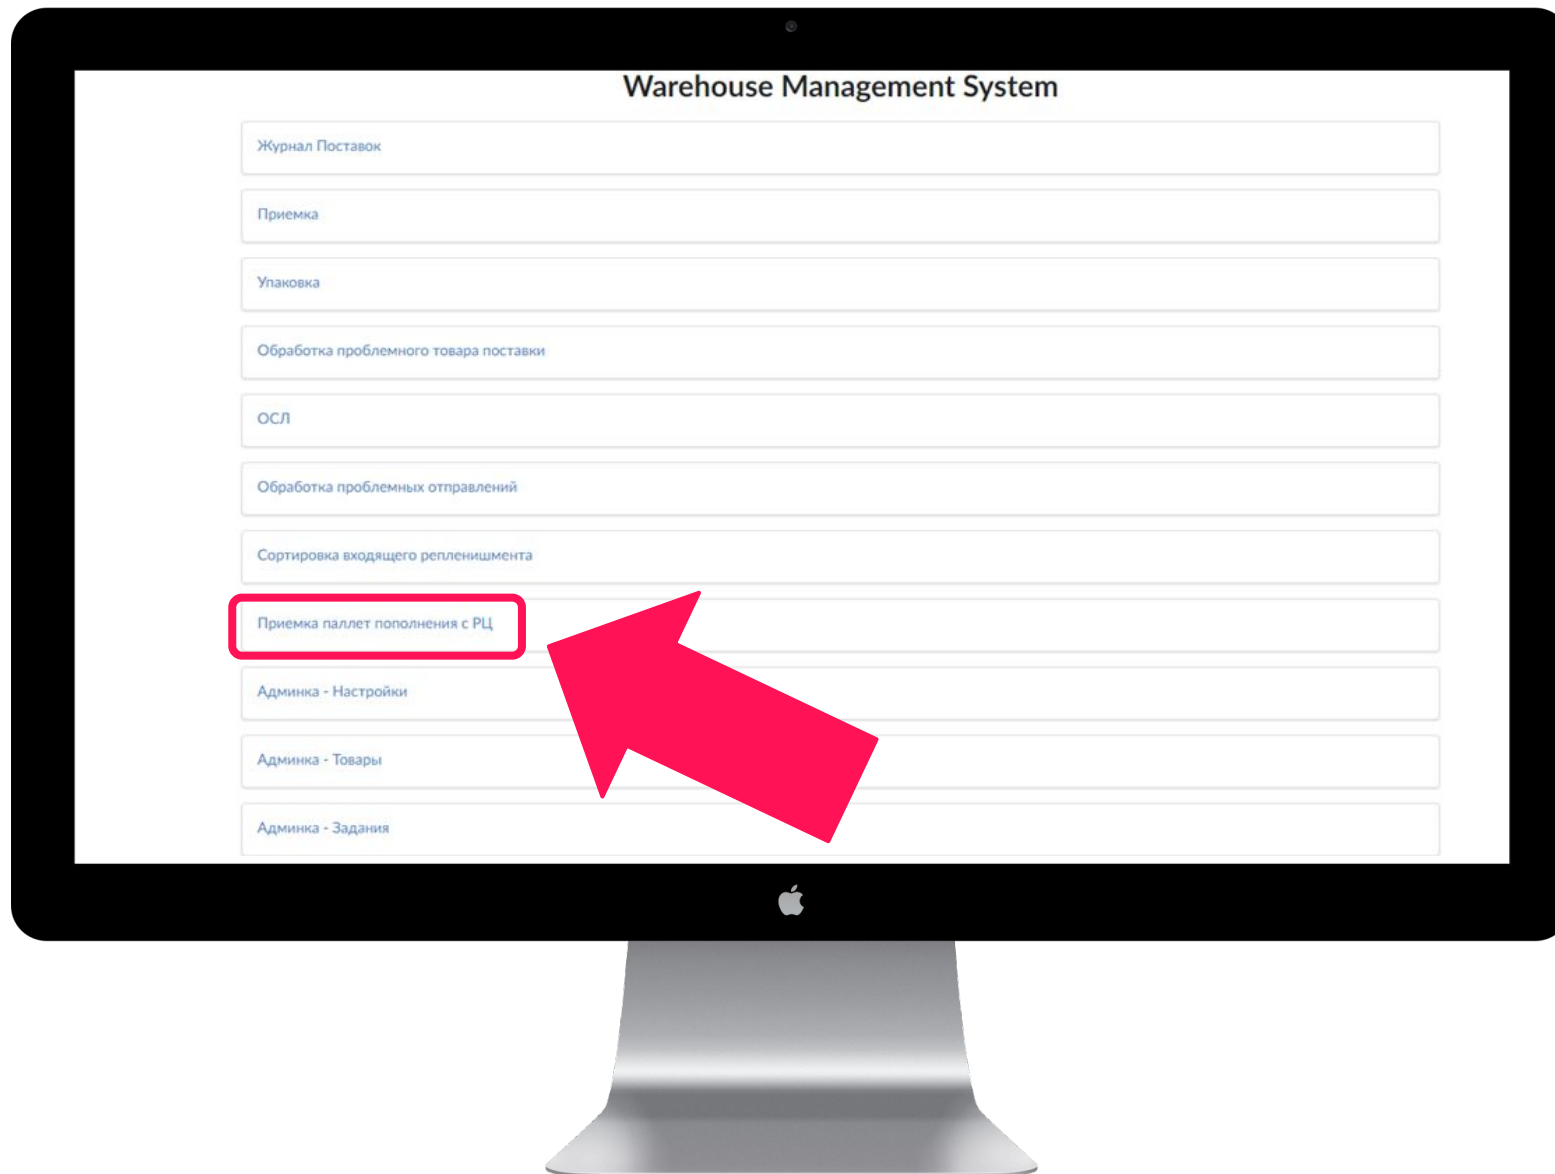 Warehouse Management System
Журнал Поставок
Приемка
Упаковка
Обработка проблемного товара поставки
ОСЛ
Обработка проблемных отправлений
Сортировка входящего репленишмента
Приемка паллет пополнения с РЦ
Админка - Настройки
Админка - Товары
Админка - Задания